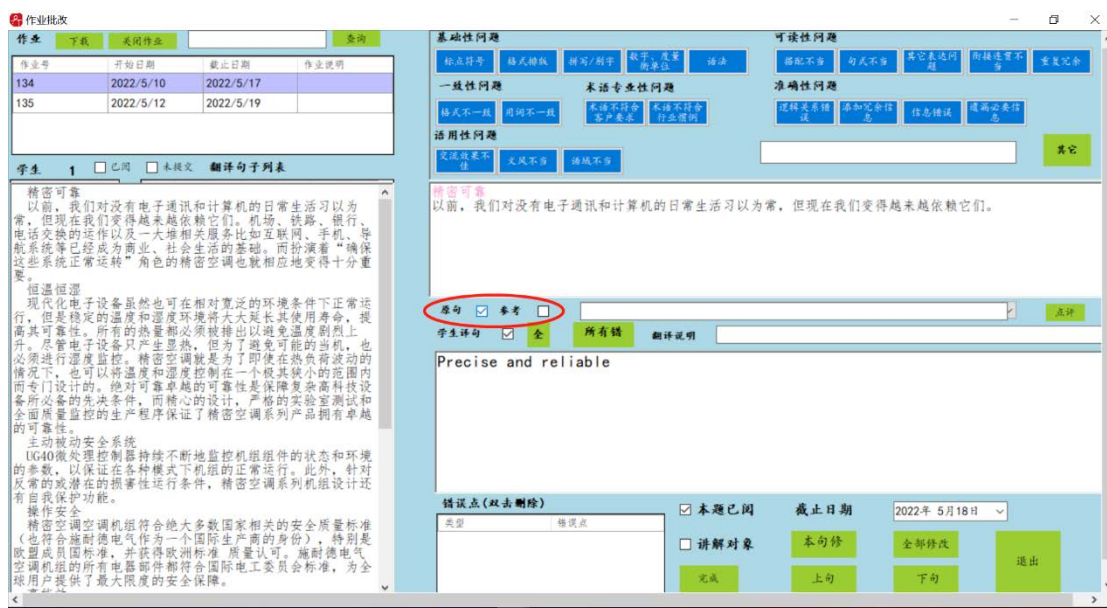 作业批改
作业 下载 关闭作业 查询
作业号 开始日期 截止日期 作业说明
134 2022/5/10 2022/5/17
135 2022/5/12 2022/5/19
学生 1 已阅 未提交 翻译句子列表
精密可靠
以前，我们对没有电子通讯和计算机的日常生活习以为
常，但现在我们变得越来越依赖它们。机场、铁路、银行、
电话交换的运作以及一大堆相关服务比如互联网、手机、导
航系统等已经成为商业、社会生活的基础。而扮演着“确保
这些系统正常运转”角色的精密空调也就相应地变得十分重
要。
恒温恒湿
现代化电子设备虽然也可在相对宽泛的环境条件下正常运
行，但是稳定的温度和湿度环境将大大延长其使用寿命，提
高其可靠性。所有的热量都必须被排出以避免温度剧烈上
升。尽管电子设备只产生显热，但为了避免可能的当机，也
必须进行湿度监控。精密空调就是为了即使在热负荷波动的
情况下，也可以将温度和湿度控制在一个极其狭小的范围内
而专门设计的。绝对可靠卓越的可靠性是保障复杂高科技设
备所必备的先决条件，而精心的设计，严格的实验室测试和
全面质量监控的生产程序保证了精密空调系列产品拥有卓越
的可靠性。
主动被动安全系统
UG40微处理控制器持续不断地监控机组组件的状态和环境
的参数，以保证在各种模式下机组的正常运行。此外，针对
反常的或潜在的损害性运行条件，精密空调系列机组设计还
有自我保护功能。
操作安全
精密空调空调机组符合绝大多数国家相关的安全质量标准
（也符合施耐德电气作为一个国际生产商的身份），特别是
欧盟成员国标准，并获得欧洲标准 质量认可。施耐德电气
空调机组的所有电器部件都符合国际电工委员会标准，为全
球用户提供了最大限度的安全保障。
基础性问题
标点符号 格式排版 拼写/别字 数字、度量衡单位 语法
可读性问题
搭配不当 句式不当 其它表达问题 衔接连贯不当 重复冗余
一致性问题
格式不一致 用词不一致
术语专业性问题
术语不符合客户要求 术语不符合行业惯例
准确性问题
逻辑关系错误 添加冗余信息 信息错误 遗漏必要信息
语用性问题
交流效果不佳 文风不当 语域不当
其它
精密可靠
以前，我们对没有电子通讯和计算机的日常生活习以为常，但现在我们变得越来越依赖它们。
原句 参考 点评
学生译句 全 所有错 翻译说明
Precise and reliable
错误点(双击删除)
类型 错误点
本题已阅 截止日期 2022年 5月18日
讲解对象 本句修 全部修改
完成 上句 下句 退出